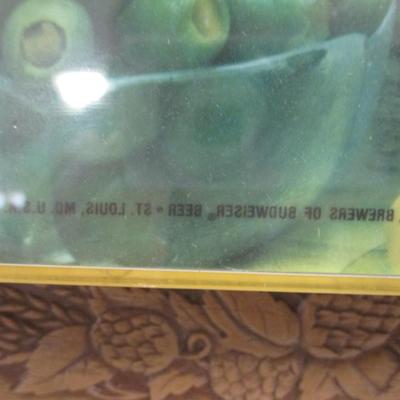 BREWERS OF BUDWEISER® BEER • ST. LOUIS, MO. U.S.A.